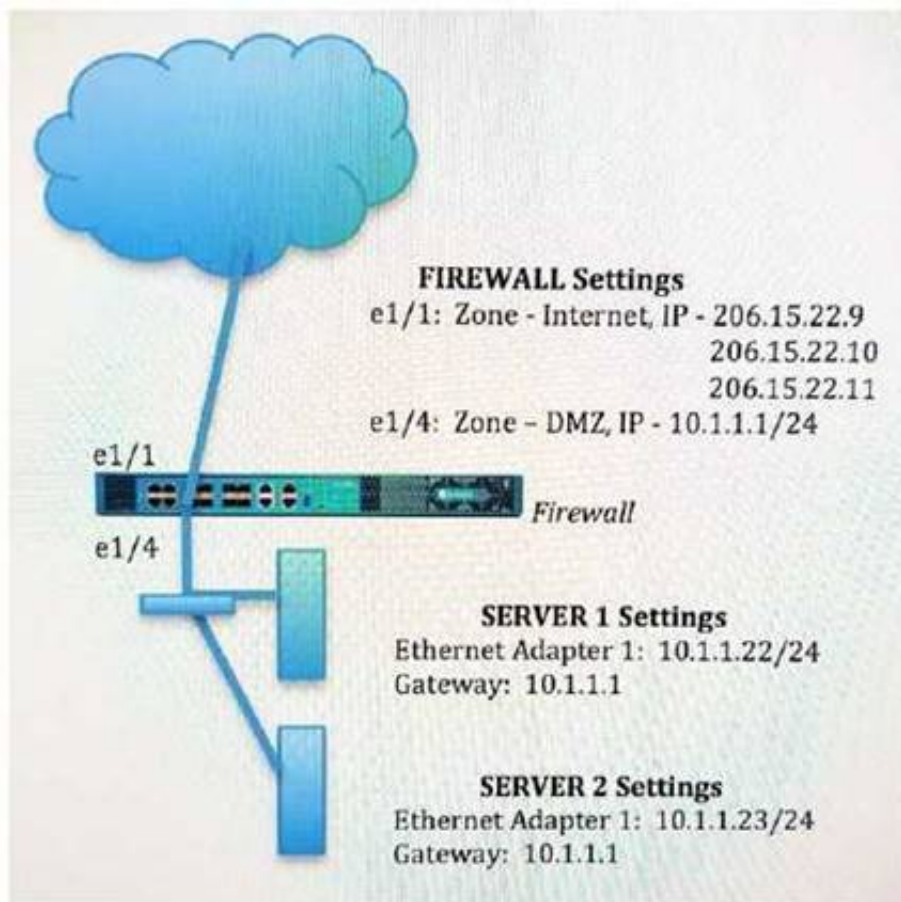 FIREWALL Settings
e1/1: Zone - Internet, IP - 206.15.22.9
206.15.22.10
206.15.22.11
e1/4: Zone – DMZ, IP - 10.1.1.1/24
e1/1
Firewall
e1/4
SERVER 1 Settings
Ethernet Adapter 1: 10.1.1.22/24
Gateway: 10.1.1.1
SERVER 2 Settings
Ethernet Adapter 1: 10.1.1.23/24
Gateway: 10.1.1.1